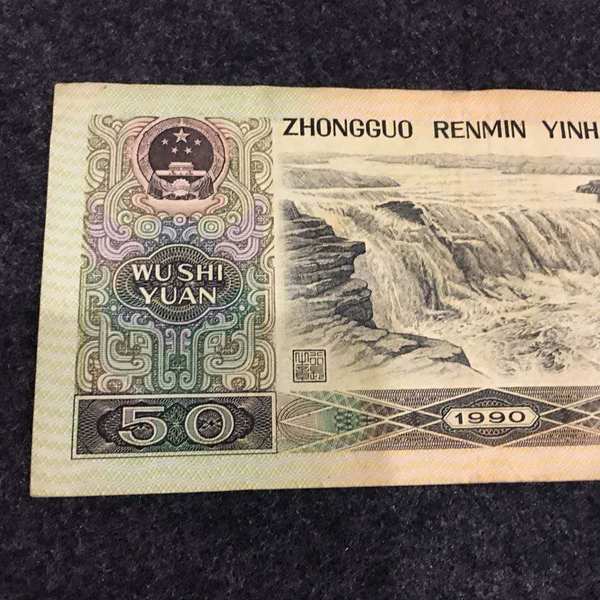 ZHONGGUO RENMIN YINH
WU SHI
YUAN
50
1990